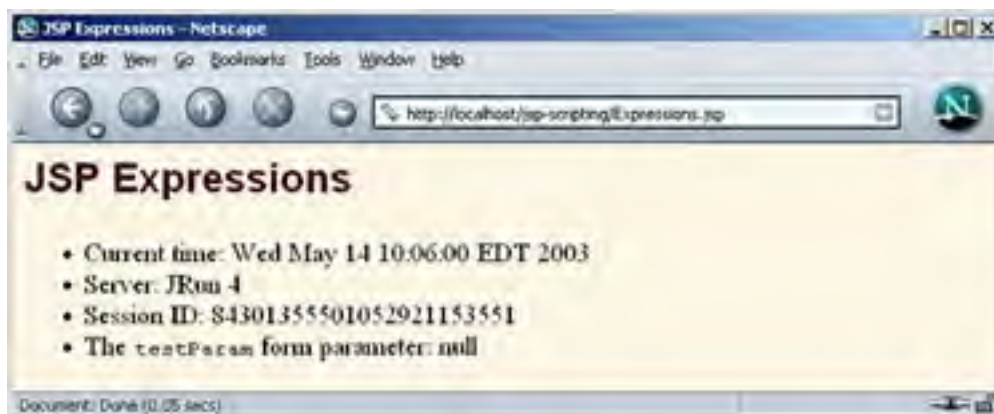 JSP Expressions - Netscape
File Edit View Go Bookmarks Tools Window Help
http://localhost/jsp-scripting/Expressions.jsp
N
JSP Expressions
• Current time: Wed May 14 10:06:00 EDT 2003
• Server: JRun 4
• Session ID: 84301355501052921153551
• The testParam form parameter: null
Document: Done (0.05 secs)